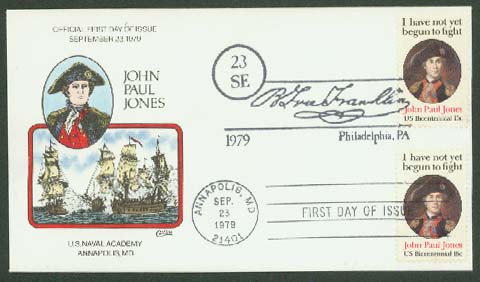 OFFICIAL FIRST DAY OF ISSUE
SEPTEMBER 23, 1979
JOHN
PAUL
JONES
U.S. NAVAL ACADEMY
ANNAPOLIS, MD.
23
SE
B Free Franklin
1979
Philadelphia, PA
I have not yet
begun to fight
John Paul Jones
US Bicentennial 15c
ANNAPOLIS, MD
SEP.
23
1979
21401
FIRST DAY OF ISSUE
I have not yet
begun to fight
John Paul Jones
US Bicentennial 15c